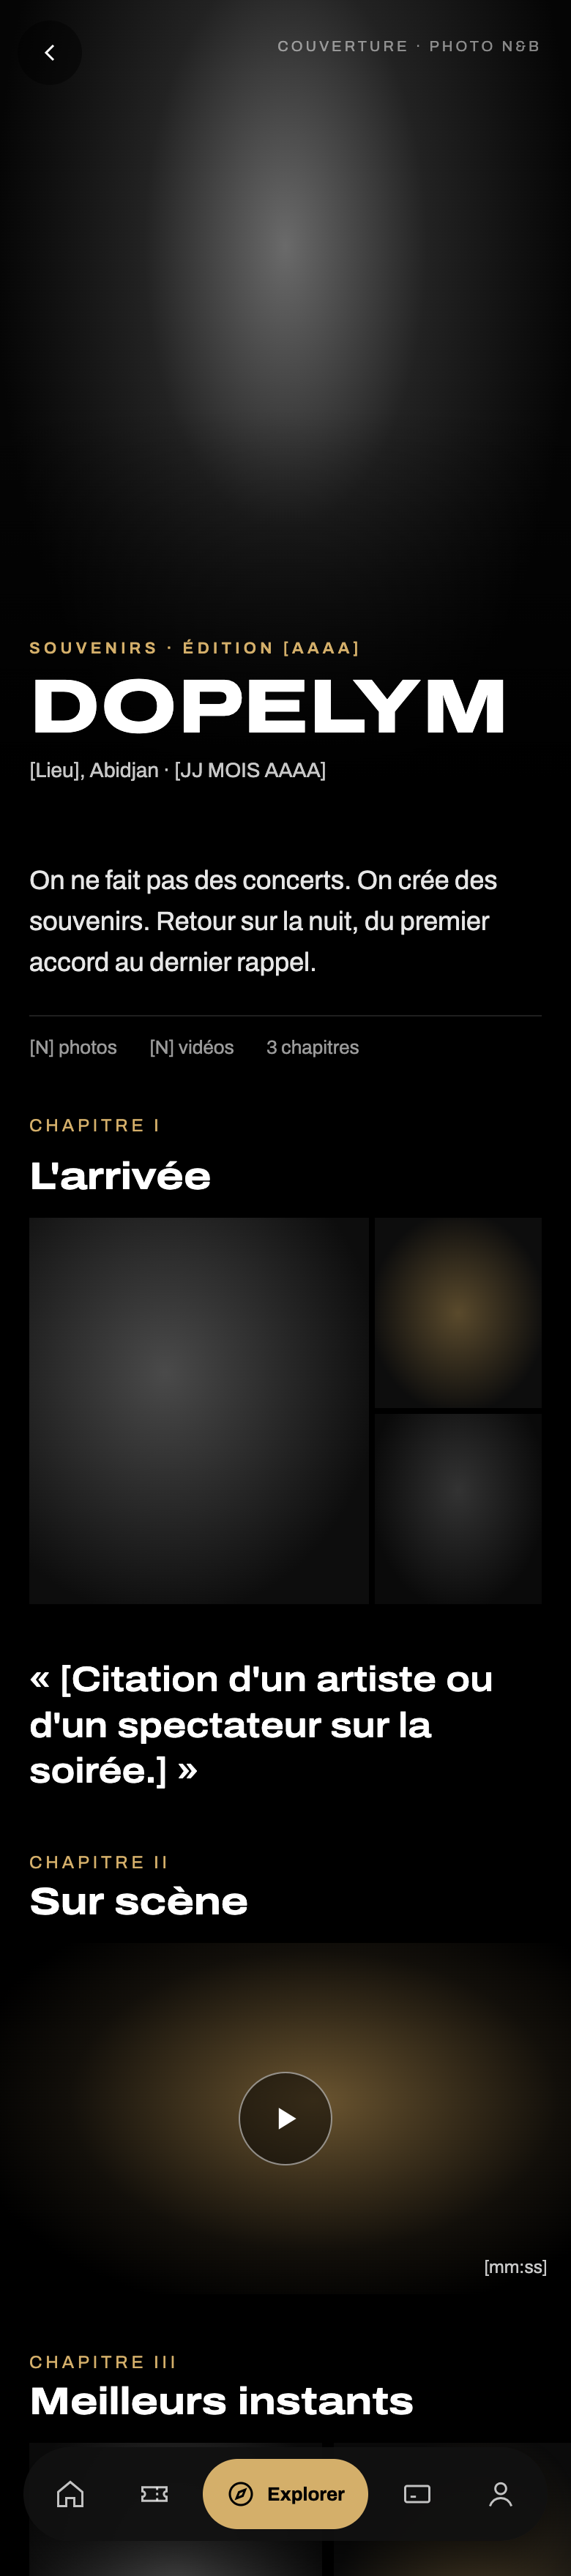 COUVERTURE · PHOTO N&B
SOUVENIRS · ÉDITION [AAAA]
DOPELYM
[Lieu], Abidjan · [JJ MOIS AAAA]
On ne fait pas des concerts. On crée des
souvenirs. Retour sur la nuit, du premier
accord au dernier rappel.
[N] photos [N] vidéos 3 chapitres
CHAPITRE I
L'arrivée
« [Citation d'un artiste ou
d'un spectateur sur la
soirée.] »
CHAPITRE II
Sur scène
[mm:ss]
CHAPITRE III
Meilleurs instants
Explorer